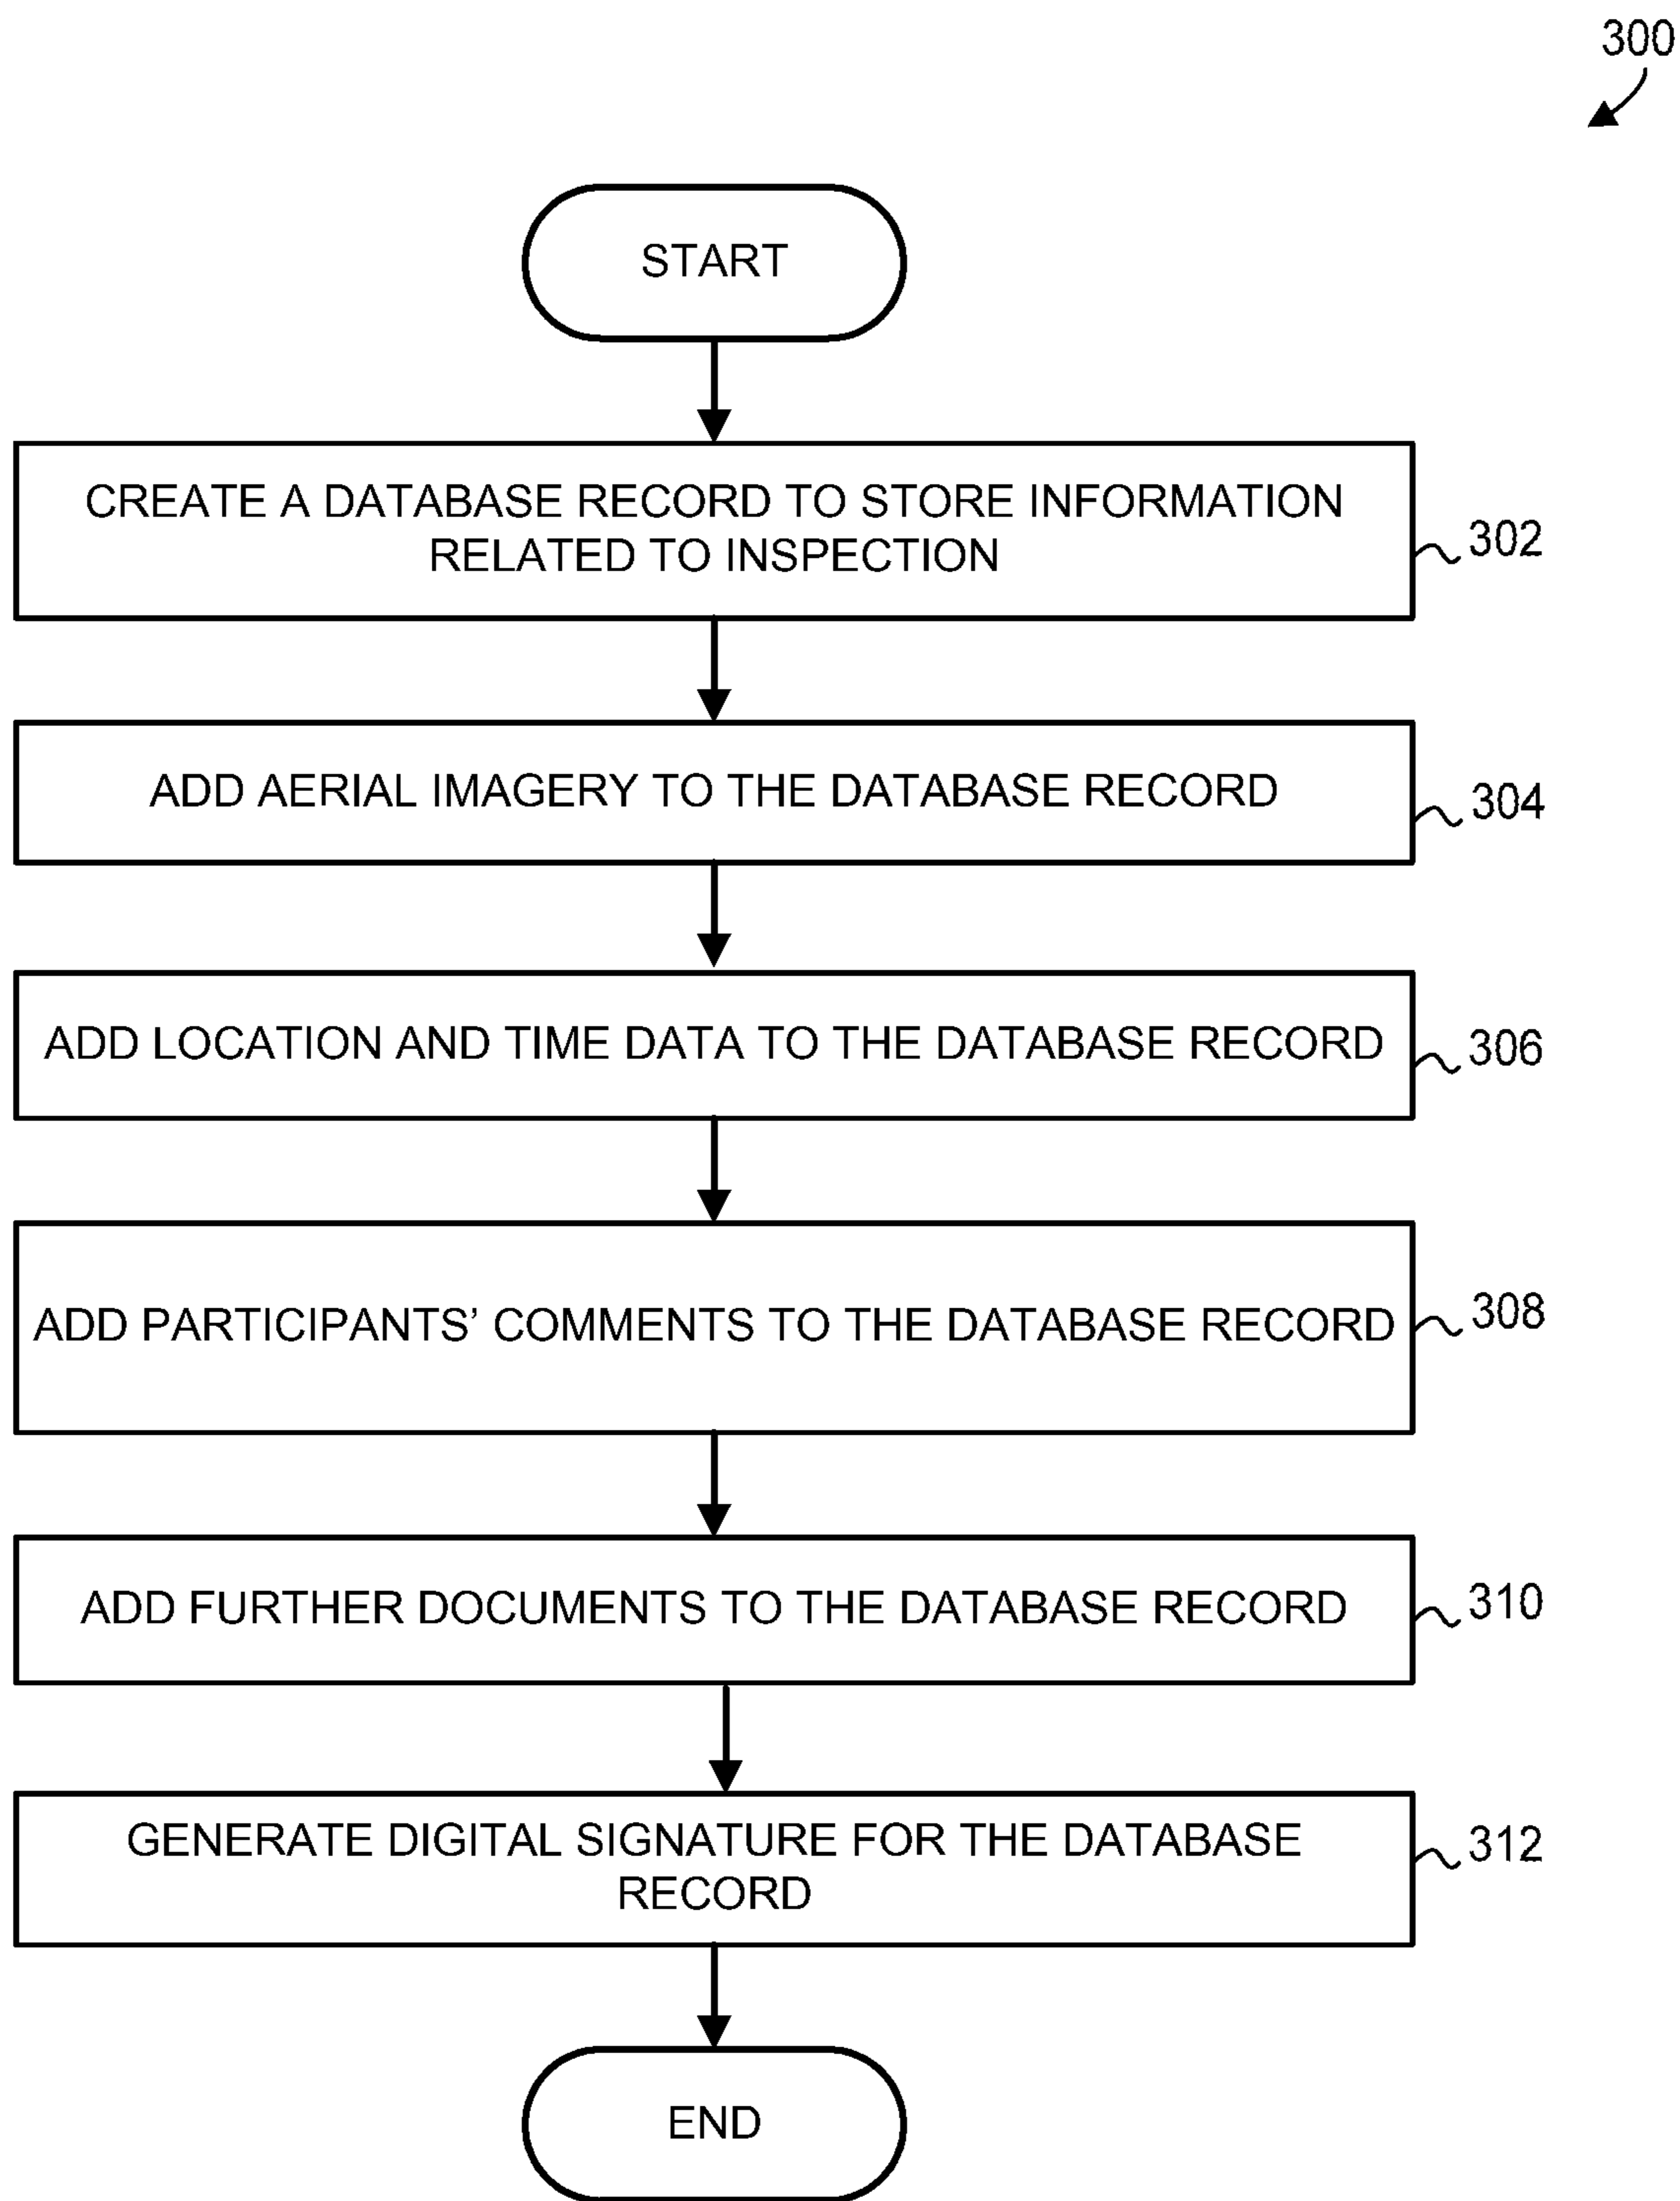 300
START
CREATE A DATABASE RECORD TO STORE INFORMATION
RELATED TO INSPECTION
302
ADD AERIAL IMAGERY TO THE DATABASE RECORD
304
ADD LOCATION AND TIME DATA TO THE DATABASE RECORD
306
ADD PARTICIPANTS’ COMMENTS TO THE DATABASE RECORD
308
ADD FURTHER DOCUMENTS TO THE DATABASE RECORD
310
GENERATE DIGITAL SIGNATURE FOR THE DATABASE
RECORD
312
END